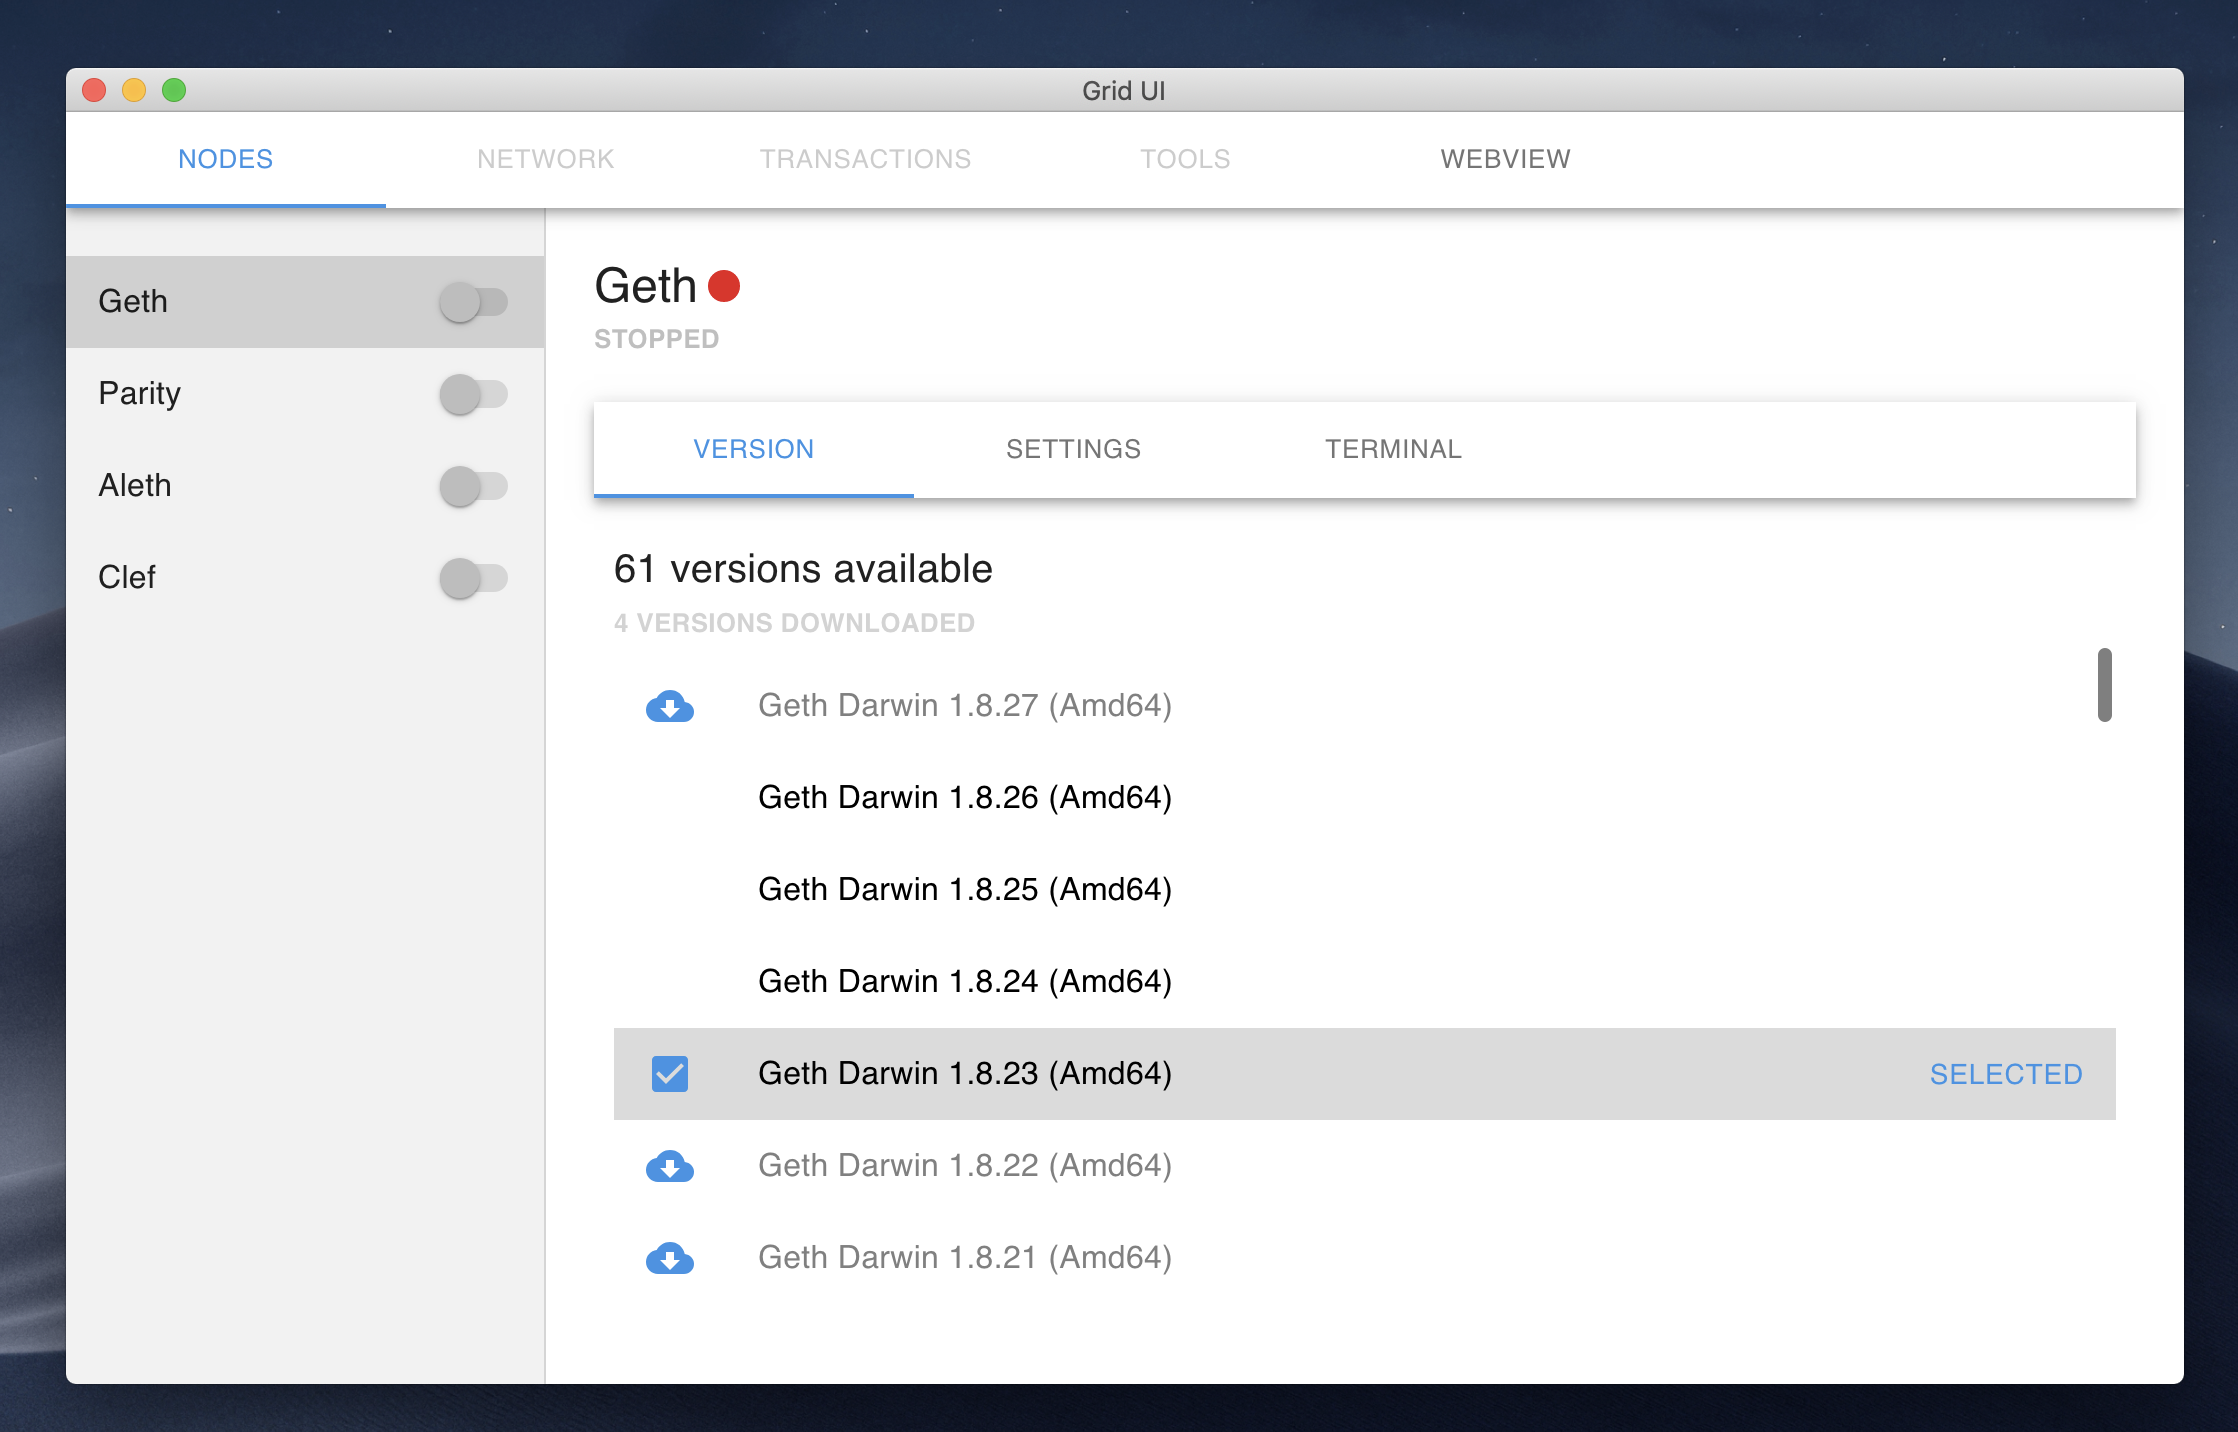 Grid UI
NODES NETWORK TRANSACTIONS TOOLS WEBVIEW
Geth
Parity
Aleth
Clef
Geth
STOPPED
VERSION SETTINGS TERMINAL
61 versions available
4 VERSIONS DOWNLOADED
Geth Darwin 1.8.27 (Amd64)
Geth Darwin 1.8.26 (Amd64)
Geth Darwin 1.8.25 (Amd64)
Geth Darwin 1.8.24 (Amd64)
Geth Darwin 1.8.23 (Amd64) SELECTED
Geth Darwin 1.8.22 (Amd64)
Geth Darwin 1.8.21 (Amd64)